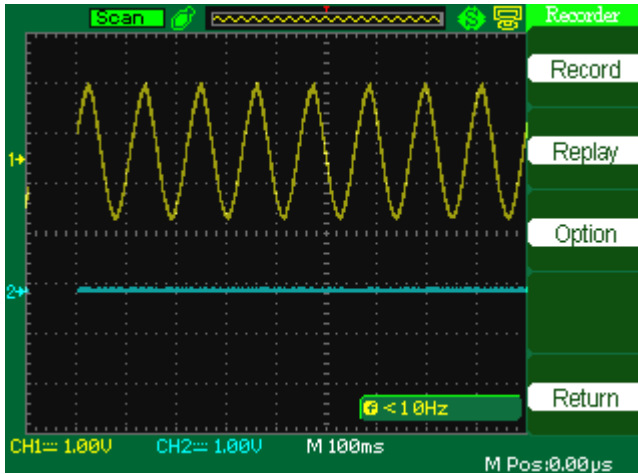 Scan
S
Recorder
Record
Replay
Option
Return
1
2
f <10Hz
CH1 1.00V
CH2 1.00V
M 100ms
M Pos:0.00µs